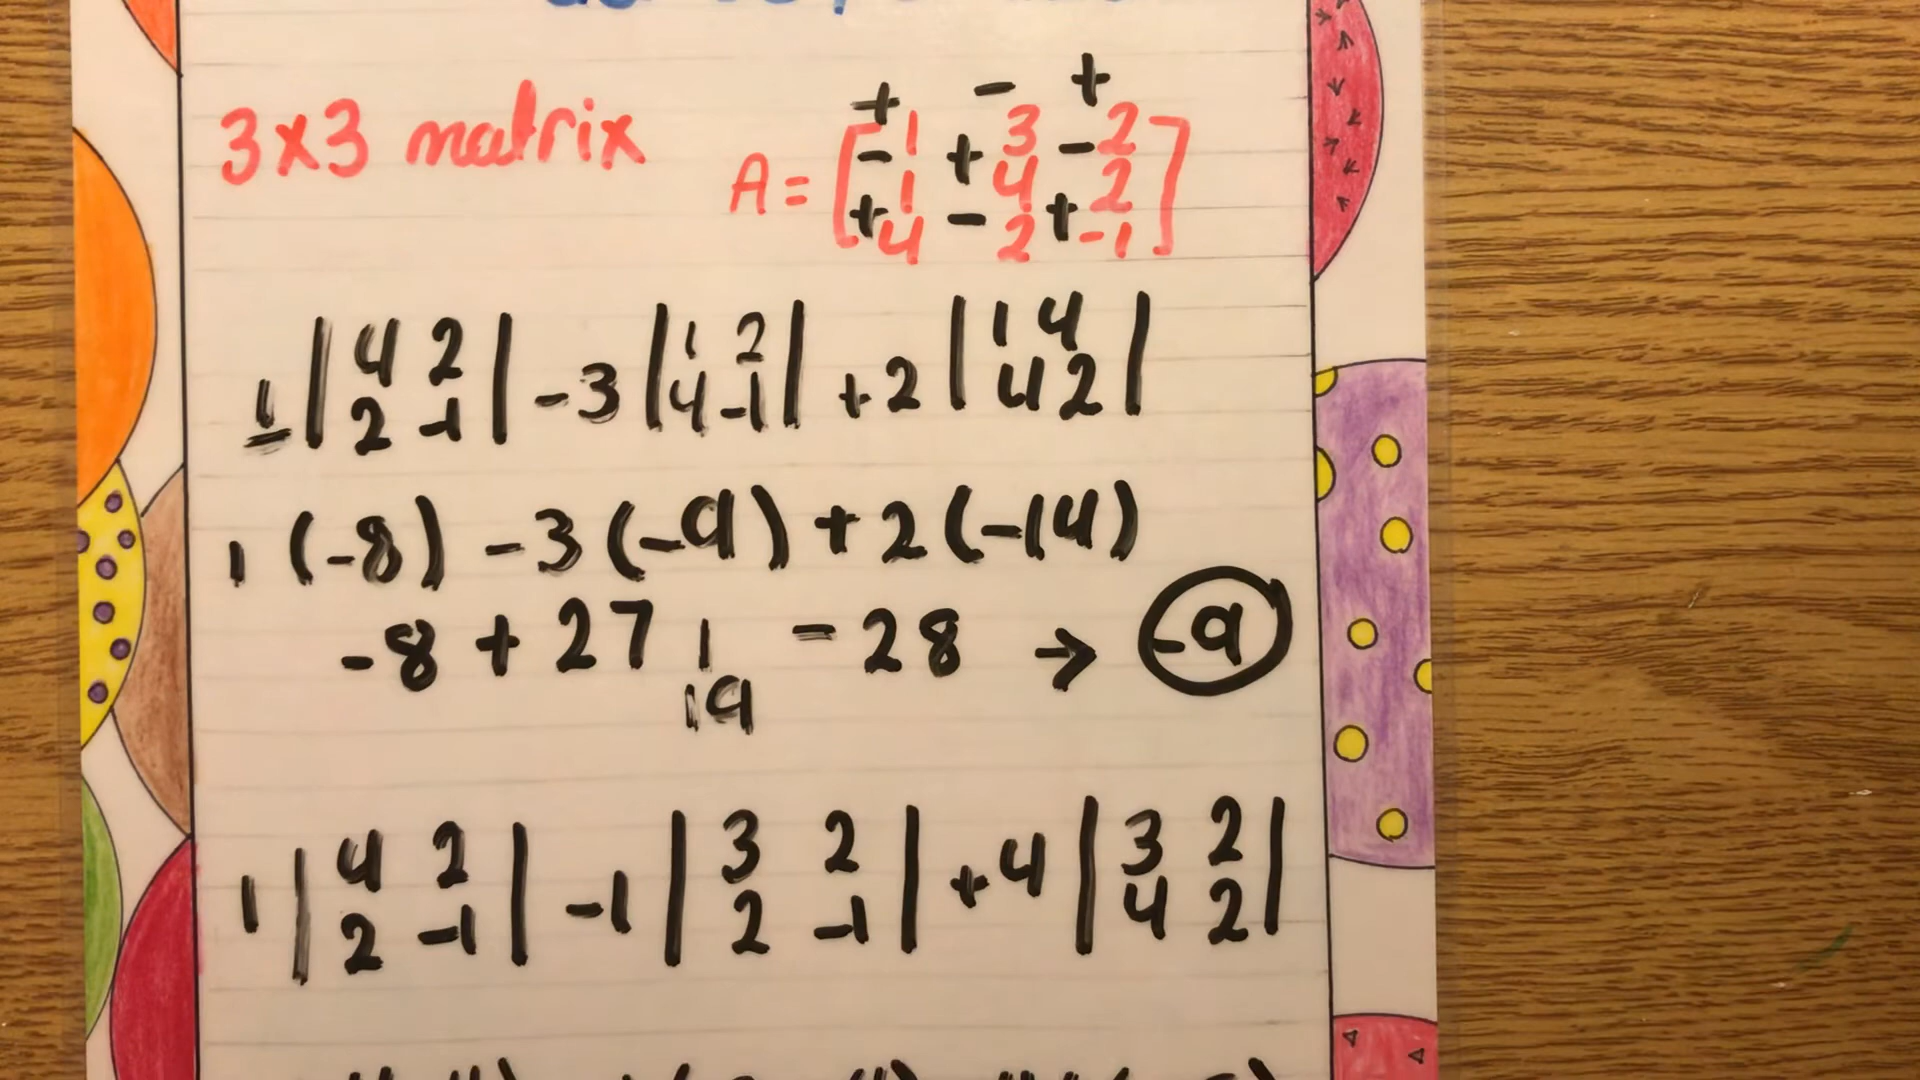 + - +
3x3 matrix
A = [ 1 3 2
- 1 + 4 - 2
+ 4 - 2 + -1 ]
1 | 4 2 | - 3 | 1 2 | + 2 | 1 4 |
2 -1 | 4 -1 | 4 2
1 (-8) - 3 (-9) + 2 (-14)
-8 + 27 - 28 → -9
19
1 | 4 2 | -1 | 3 2 | + 4 | 3 2 |
2 -1 | 2 -1 | 4 2